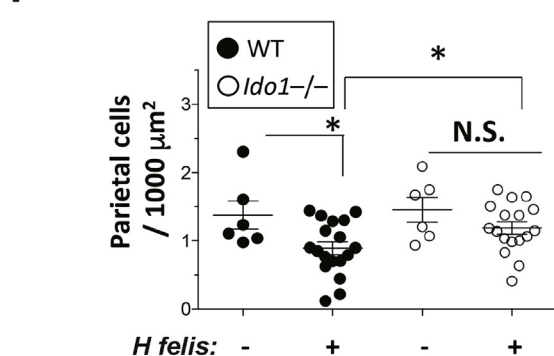 WT
Ido1–/–
*
*
N.S.
Parietal cells
/ 1000 μm²
3
2
1
0
H felis: - + - +